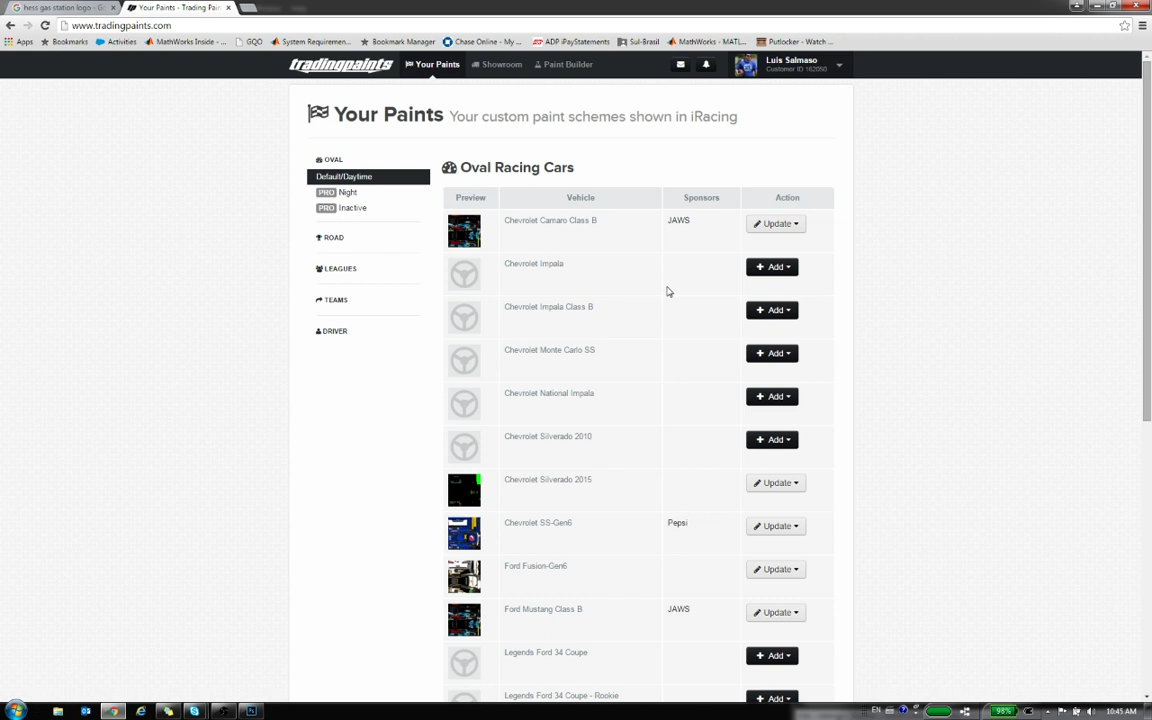 hess gas station logo - G
Your Paints - Trading Pain
www.tradingpaints.com
Apps
Bookmarks
Activities
MathWorks Inside - ...
GQO
System Requiremen...
Bookmark Manager
Chase Online - My ...
ADP iPayStatements
Sul-Brasil
MathWorks - MATL...
Putlocker - Watch ...
tradingpaints
Your Paints
Showroom
Paint Builder
Luis Salmaso
Customer ID 162050
Your Paints Your custom paint schemes shown in iRacing
OVAL
Default/Daytime
PRO Night
PRO Inactive
ROAD
LEAGUES
TEAMS
DRIVER
Oval Racing Cars
Preview Vehicle Sponsors Action
Chevrolet Camaro Class B JAWS Update
Chevrolet Impala Add
Chevrolet Impala Class B Add
Chevrolet Monte Carlo SS Add
Chevrolet National Impala Add
Chevrolet Silverado 2010 Add
Chevrolet Silverado 2015 Update
Chevrolet SS-Gen6 Pepsi Update
Ford Fusion-Gen6 Update
Ford Mustang Class B JAWS Update
Legends Ford 34 Coupe Add
Legends Ford 34 Coupe - Rookie Add
EN
98%
10:45 AM